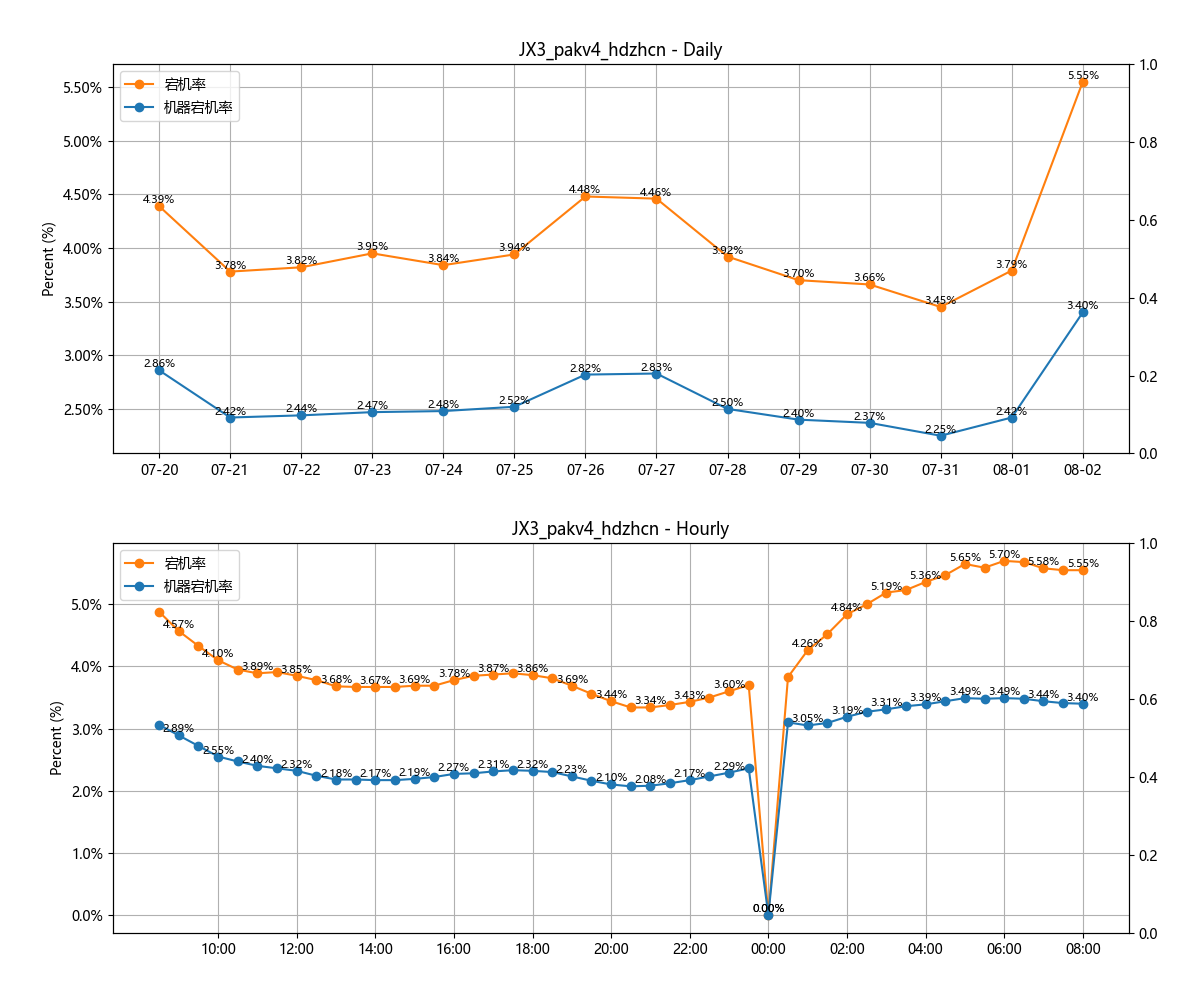 JX3_pakv4_hdzhcn - Daily
宕机率
机器宕机率
Percent (%)
5.50%
5.00%
4.50%
4.00%
3.50%
3.00%
2.50%
1.0
0.8
0.6
0.4
0.2
0.0
4.39% 3.78% 3.82% 3.95% 3.84% 3.94% 4.48% 4.46% 3.92% 3.70% 3.66% 3.45% 3.79% 5.55%
2.86% 2.42% 2.44% 2.47% 2.48% 2.52% 2.82% 2.83% 2.50% 2.40% 2.37% 2.25% 2.42% 3.40%
07-20 07-21 07-22 07-23 07-24 07-25 07-26 07-27 07-28 07-29 07-30 07-31 08-01 08-02
JX3_pakv4_hdzhcn - Hourly
宕机率
机器宕机率
Percent (%)
5.0%
4.0%
3.0%
2.0%
1.0%
0.0%
1.0
0.8
0.6
0.4
0.2
0.0
4.57% 4.10% 3.89% 3.85% 3.68% 3.67% 3.69% 3.78% 3.87% 3.86% 3.69% 3.44% 3.34% 3.43% 3.60% 0.00% 4.26% 4.84% 5.19% 5.36% 5.65% 5.70% 5.58% 5.55%
2.89% 2.55% 2.40% 2.32% 2.18% 2.17% 2.19% 2.27% 2.31% 2.32% 2.23% 2.10% 2.08% 2.17% 2.29% 0.00% 3.05% 3.19% 3.31% 3.39% 3.49% 3.49% 3.44% 3.40%
10:00 12:00 14:00 16:00 18:00 20:00 22:00 00:00 02:00 04:00 06:00 08:00